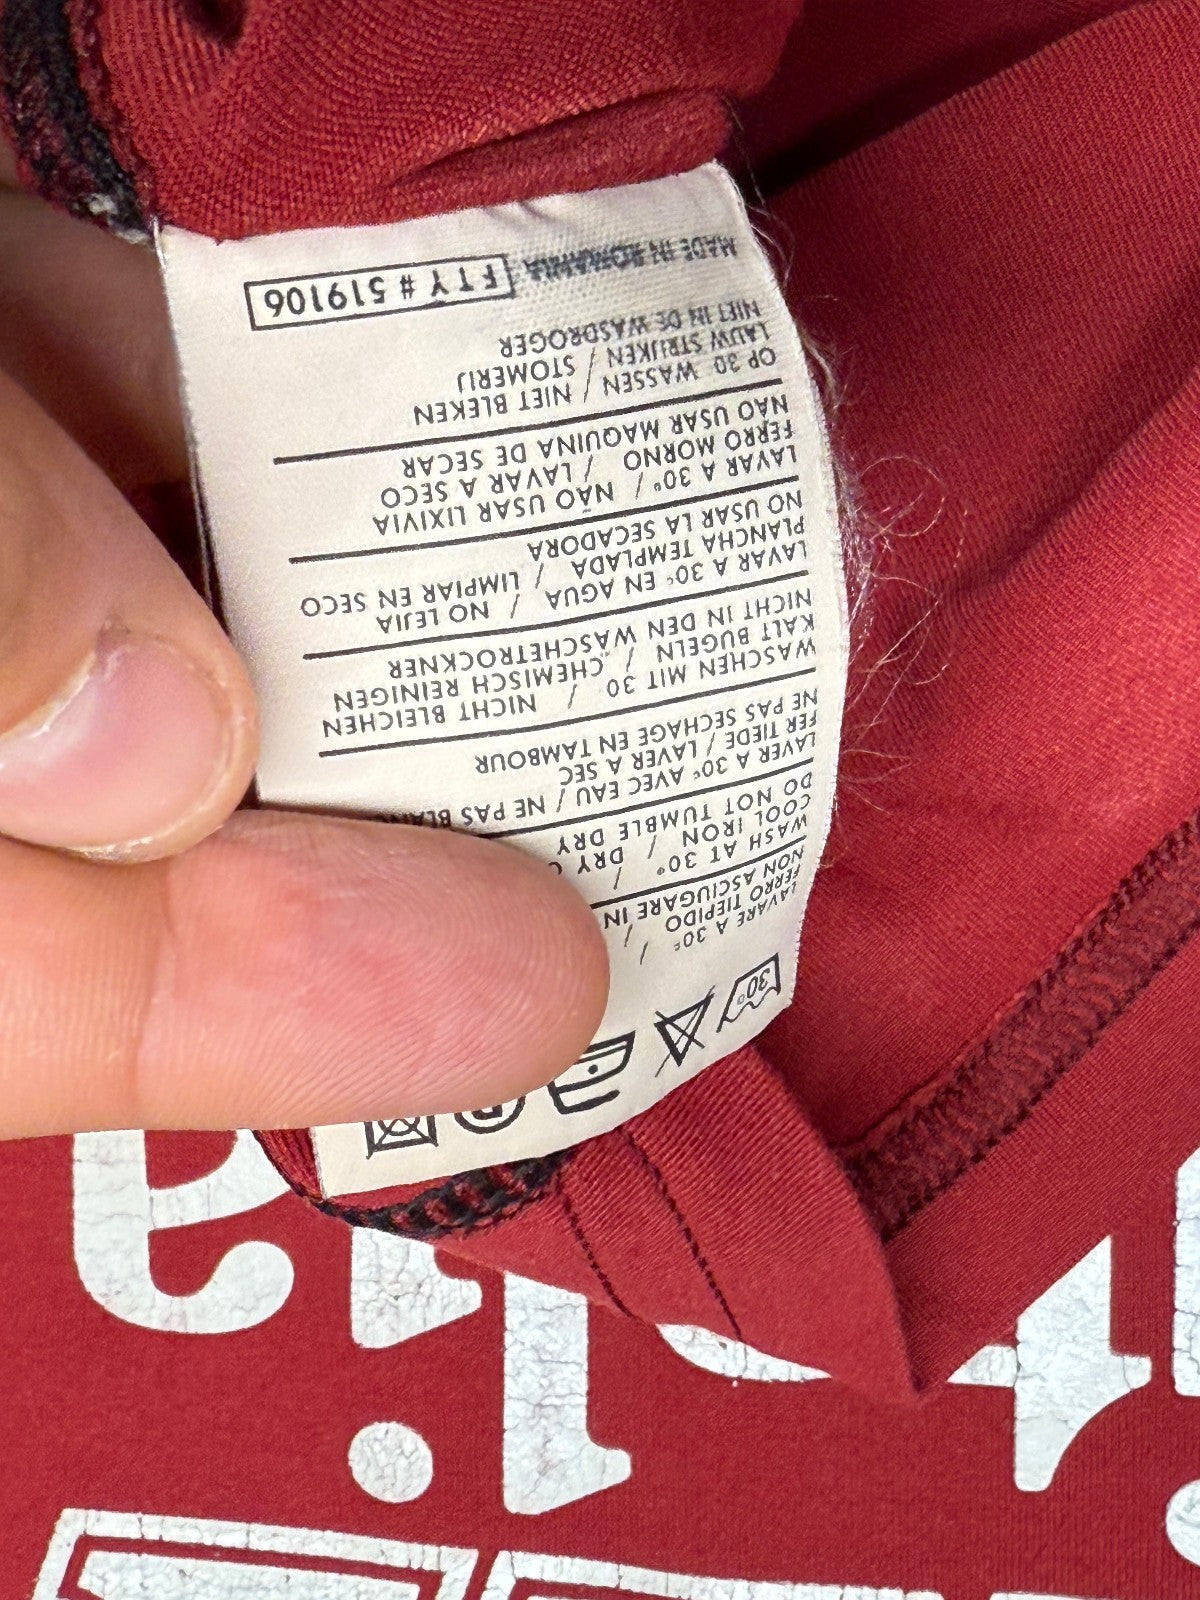 30°
LAVARE A 30° /
FERRO TIEPIDO /
NON ASCIUGARE IN
WASH AT 30° /
COOL IRON / DRY
DO NOT TUMBLE DRY
LAVER A 30° AVEC EAU / NE PAS
FER TIEDE / LAVER A SEC
NE PAS SECHAGE EN TAMBOUR
WASCHEN MIT 30 / NICHT BLEICHEN
KALT BUGELN / CHEMISCH REINIGEN
NICHT IN DEN WASCHETROCKNER
LAVAR A 30° EN AGUA / NO LEJIA
PLANCHA TEMPLADA / LIMPIAR EN SECO
NO USAR LA SECADORA
LAVAR A 30° / NÃO USAR LIXIVIA
FERRO MORNO / LAVAR A SECO
NÃO USAR MAQUINA DE SECAR
OP 30 WASSEN / NIET BLEKEN
LAUW STRIJKEN / STOMERIJ
NIET IN DE WASDROGER
MADE IN ROMANIA FTY # 519106